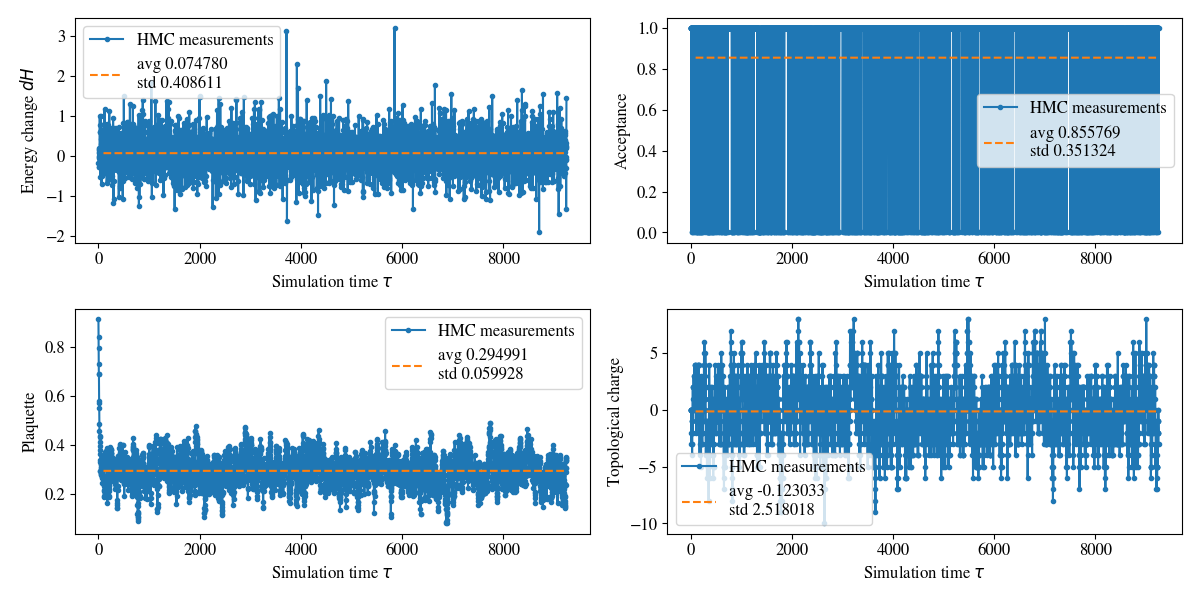 Energy change dH
3
2
1
0
−1
−2
HMC measurements
avg 0.074780
std 0.408611
0
2000
4000
6000
8000
Simulation time τ
Acceptance
1.0
0.8
0.6
0.4
0.2
0.0
HMC measurements
avg 0.855769
std 0.351324
0
2000
4000
6000
8000
Simulation time τ
Plaquette
0.8
0.6
0.4
0.2
HMC measurements
avg 0.294991
std 0.059928
0
2000
4000
6000
8000
Simulation time τ
Topological charge
5
0
−5
−10
HMC measurements
avg -0.123033
std 2.518018
0
2000
4000
6000
8000
Simulation time τ